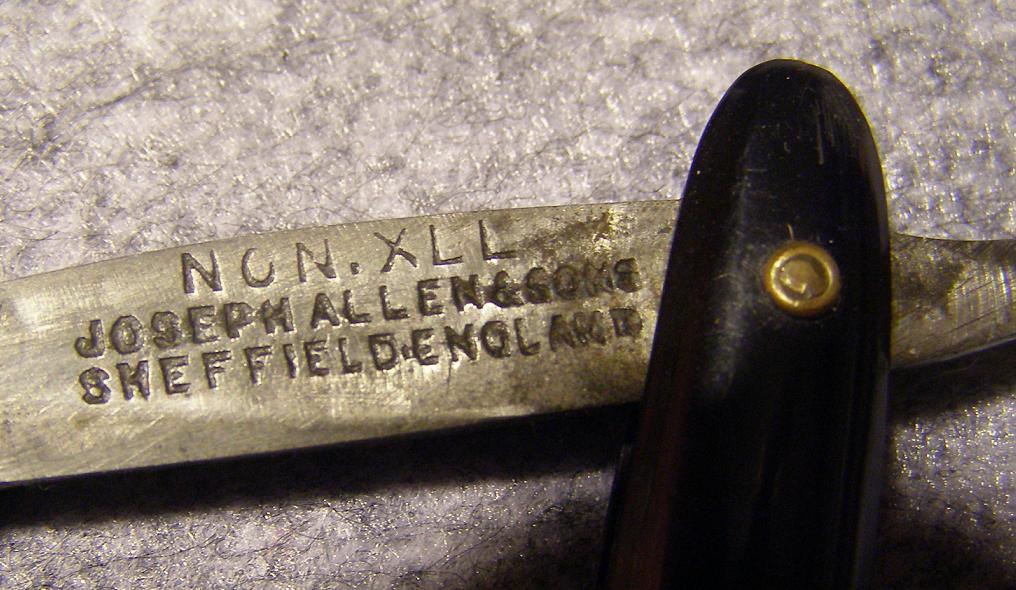 NON. XLL
JOSEPH ALLEN & SONS
SHEFFIELD. ENGLAND